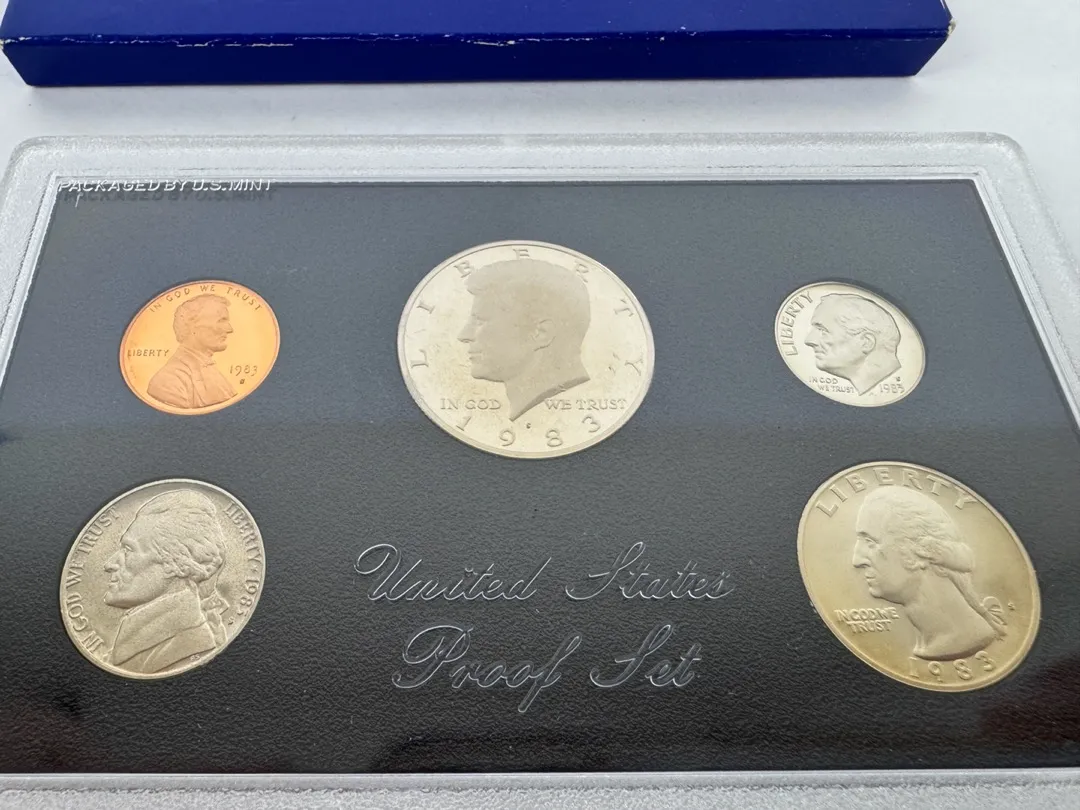 PACKAGED BY U.S. MINT
IN GOD WE TRUST
LIBERTY
1983
S
LIBERTY
IN GOD WE TRUST
1983
LIBERTY
IN GOD
WE TRUST
S
1983
IN GOD WE TRUST
LIBERTY
1983
LIBERTY
IN GOD WE
TRUST
S
1983
United States
Proof Set